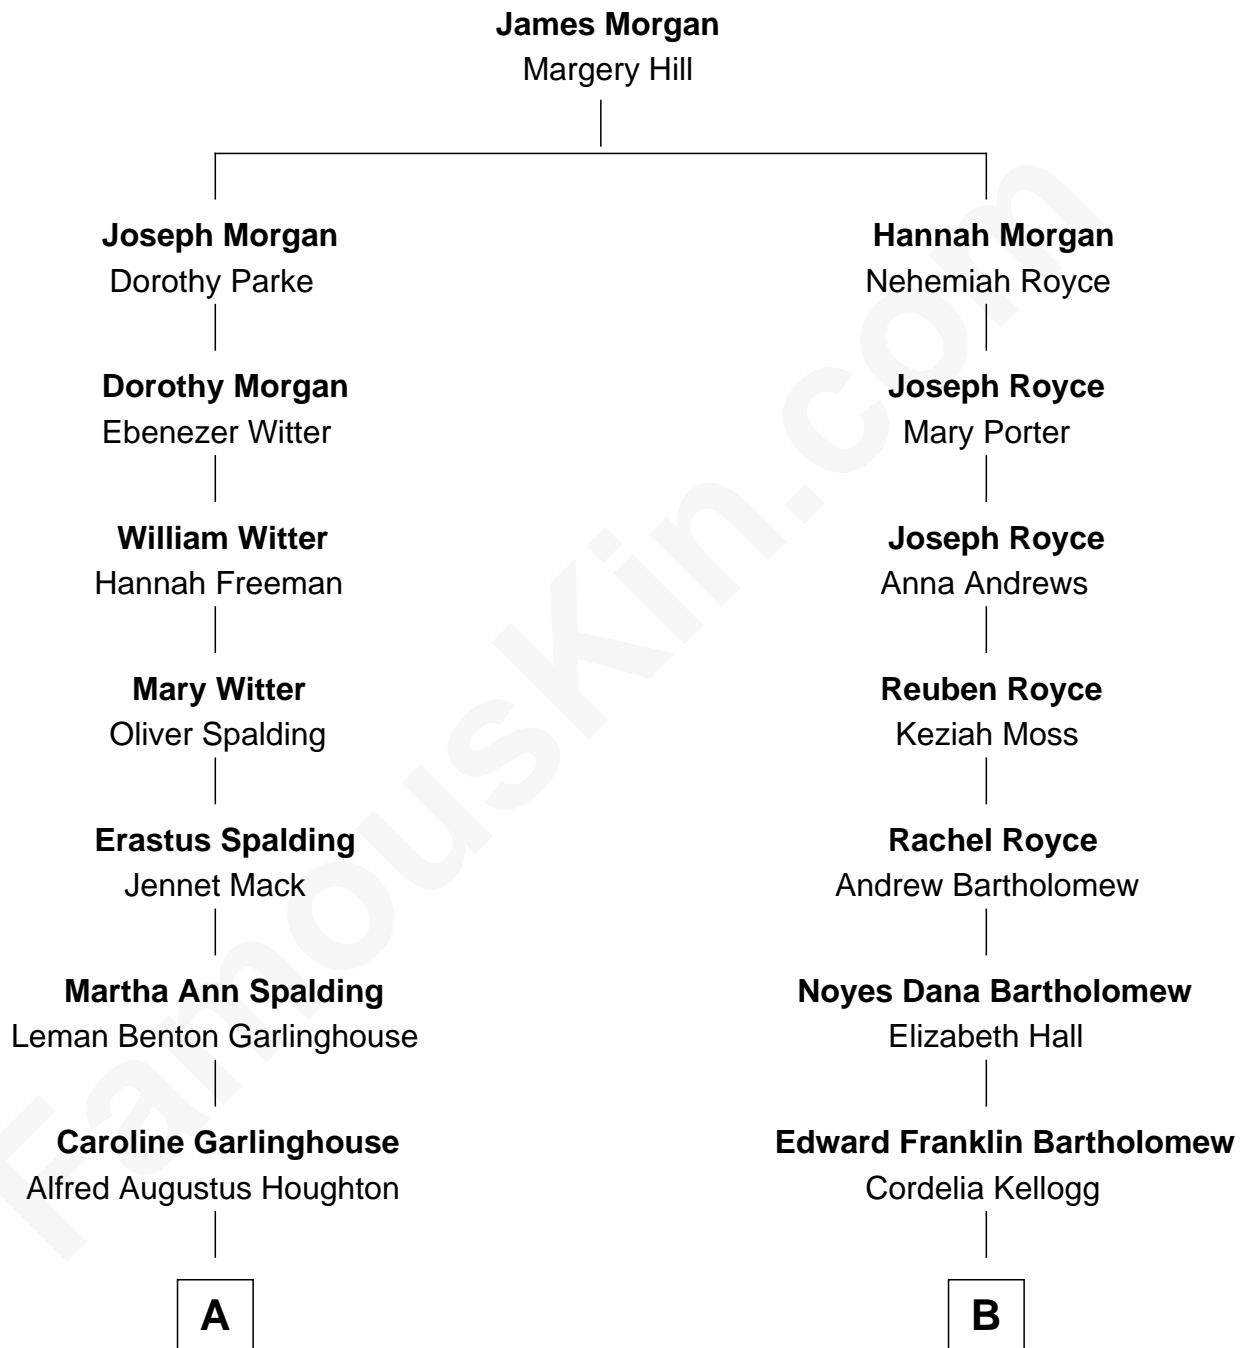 James Morgan
Margery Hill
Joseph Morgan
Dorothy Parke
Hannah Morgan
Nehemiah Royce
Dorothy Morgan
Ebenezer Witter
Joseph Royce
Mary Porter
William Witter
Hannah Freeman
Joseph Royce
Anna Andrews
Mary Witter
Oliver Spalding
Reuben Royce
Keziah Moss
Erastus Spalding
Jennet Mack
Rachel Royce
Andrew Bartholomew
Martha Ann Spalding
Leman Benton Garlinghouse
Noyes Dana Bartholomew
Elizabeth Hall
Caroline Garlinghouse
Alfred Augustus Houghton
Edward Franklin Bartholomew
Cordelia Kellogg
A
B
FamousKin.com